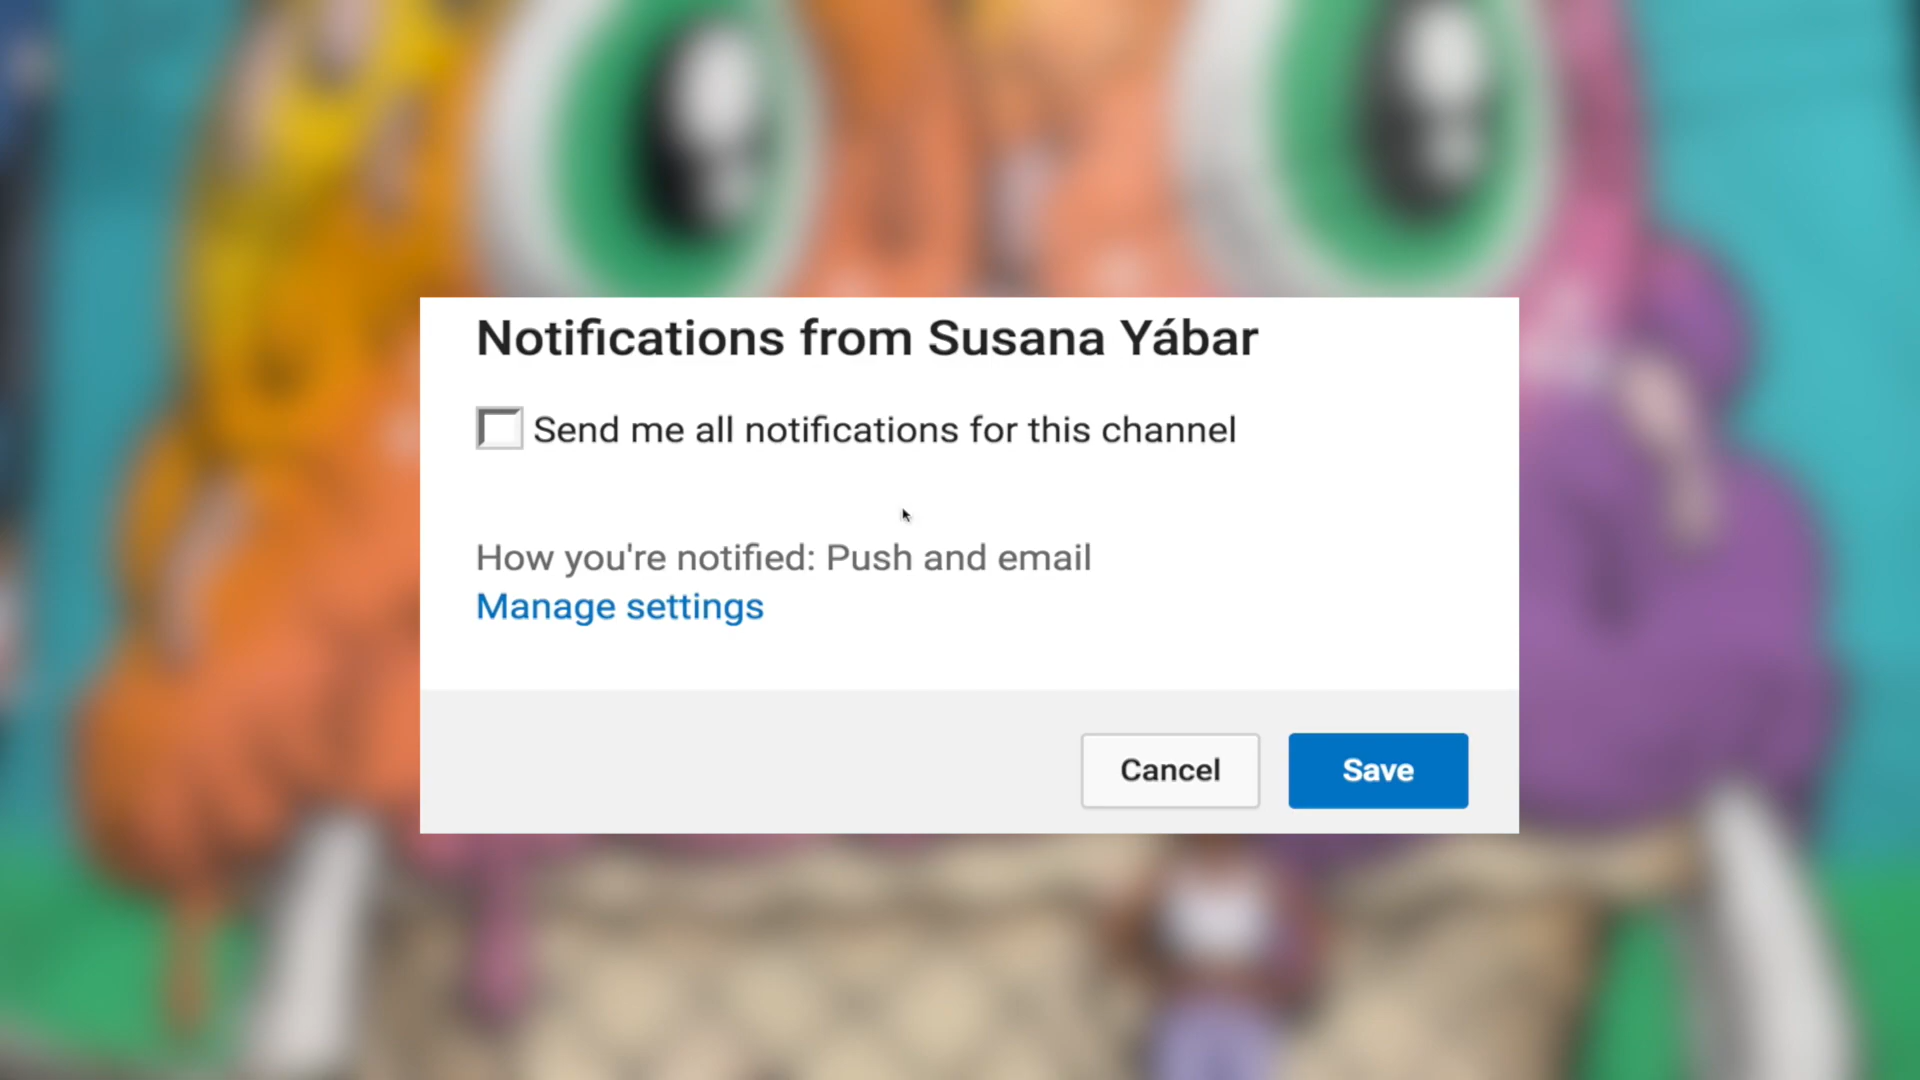 Notifications from Susana Yábar
Send me all notifications for this channel
How you're notified: Push and email
Manage settings
Cancel
Save